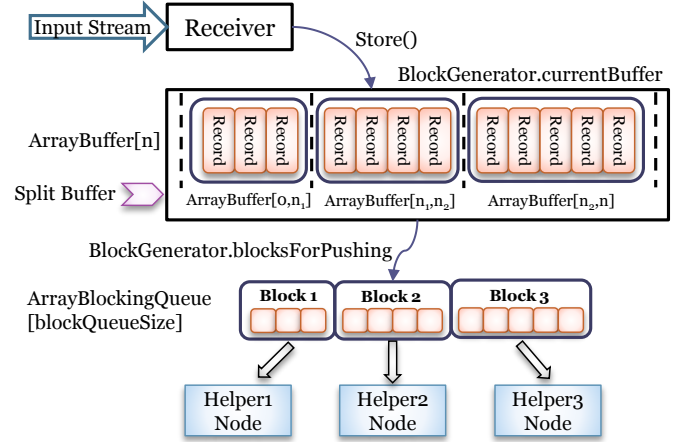 Input Stream
Receiver
Store()
BlockGenerator.currentBuffer
ArrayBuffer[n]
Record Record Record Record Record Record Record Record Record Record Record Record
Split Buffer
ArrayBuffer[0,n₁] ArrayBuffer[n₁,n₂] ArrayBuffer[n₂,n]
BlockGenerator.blocksForPushing
ArrayBlockingQueue
[blockQueueSize]
Block 1 Block 2 Block 3
Helper1
Node
Helper2
Node
Helper3
Node